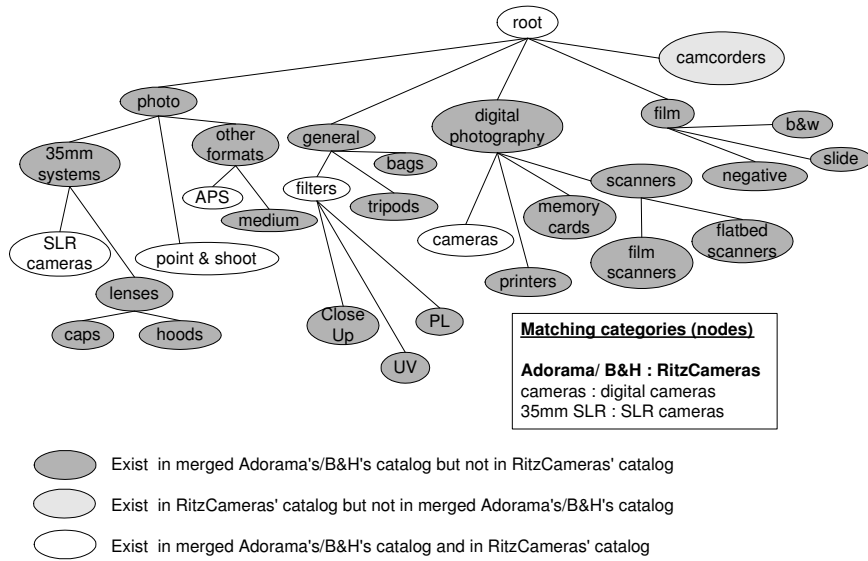 root
camcorders
photo
digital
photography
film
35mm
systems
other
formats
general
b&w
bags
slide
APS
filters
scanners
negative
medium
tripods
memory
cards
SLR
cameras
point & shoot
cameras
flatbed
scanners
film
scanners
lenses
printers
caps
hoods
Close
Up
PL
UV
Matching categories (nodes)
Adorama/ B&H : RitzCameras
cameras : digital cameras
35mm SLR : SLR cameras
Exist in merged Adorama's/B&H's catalog but not in RitzCameras' catalog
Exist in RitzCameras' catalog but not in merged Adorama's/B&H's catalog
Exist in merged Adorama's/B&H's catalog and in RitzCameras' catalog